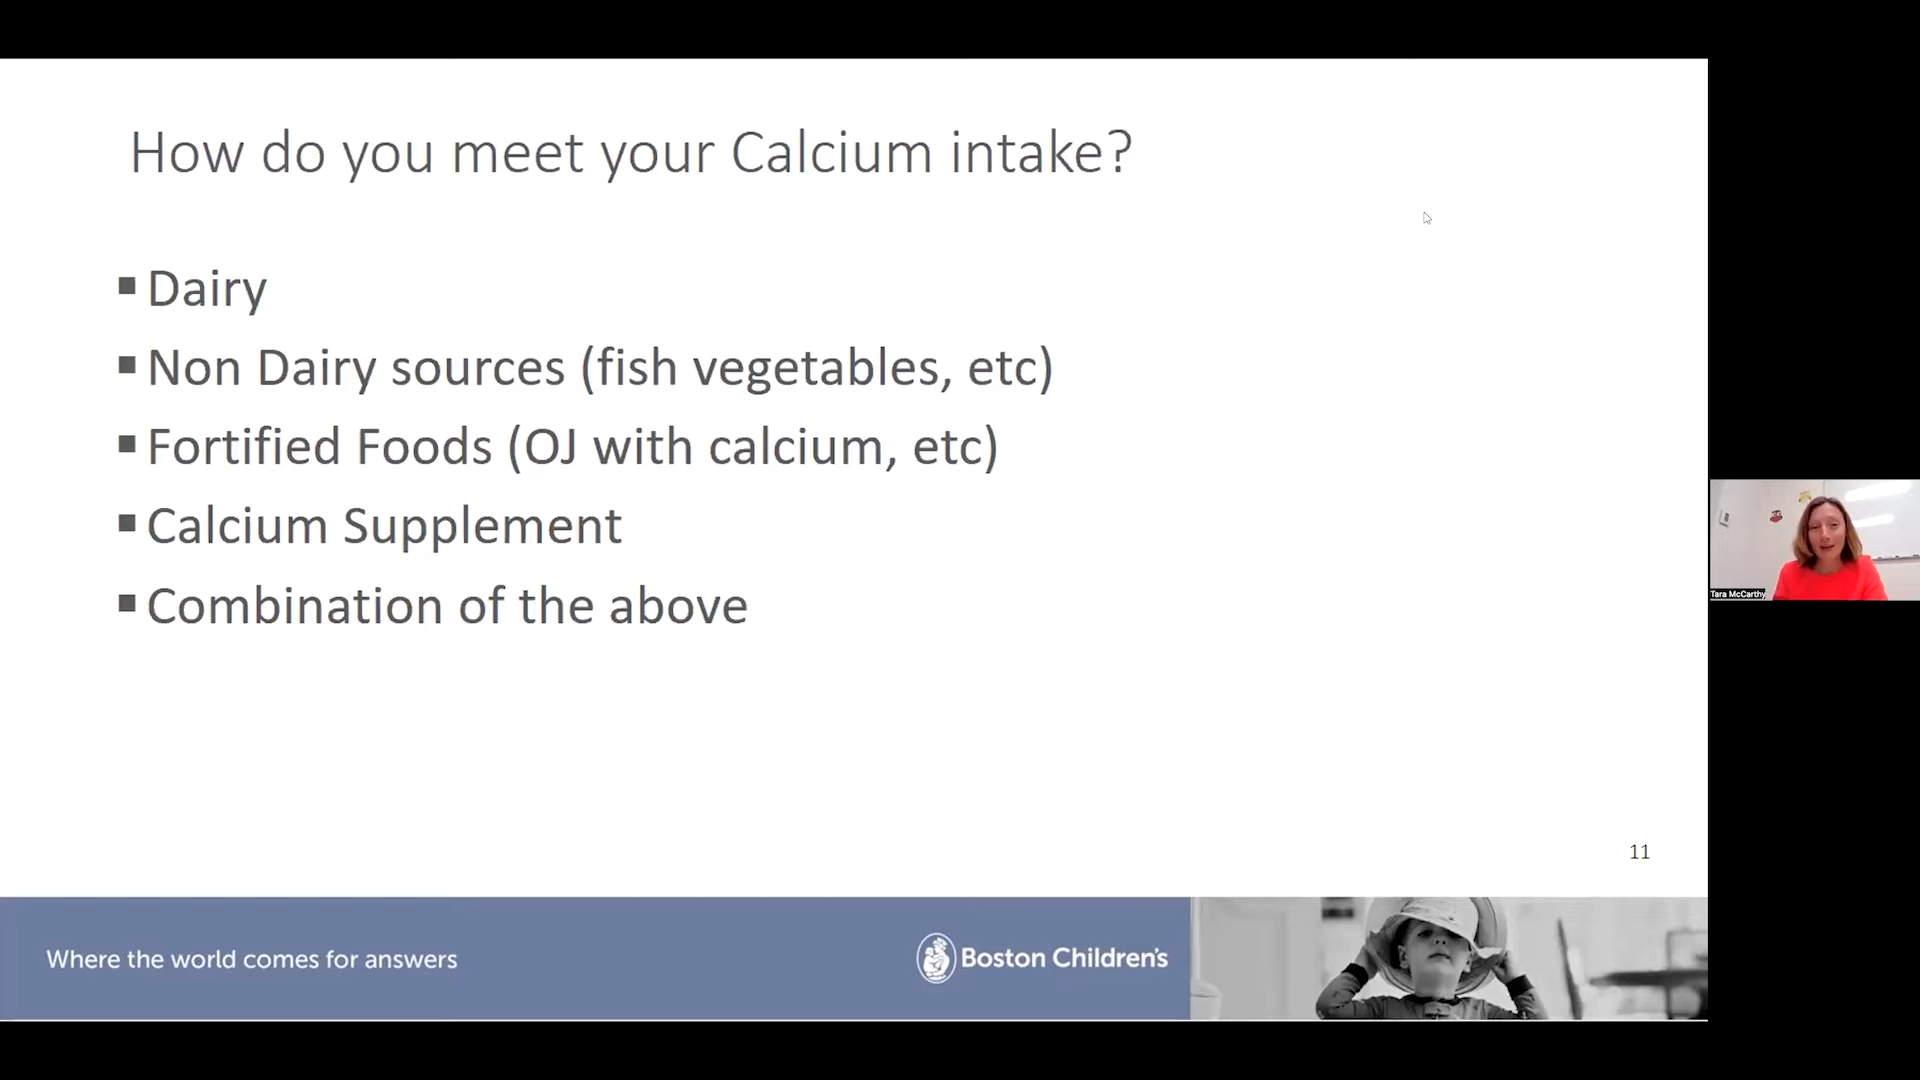 How do you meet your Calcium intake?
Dairy
Non Dairy sources (fish vegetables, etc)
Fortified Foods (OJ with calcium, etc)
Calcium Supplement
Combination of the above
Tara McCarthy
11
Where the world comes for answers
Boston Children's